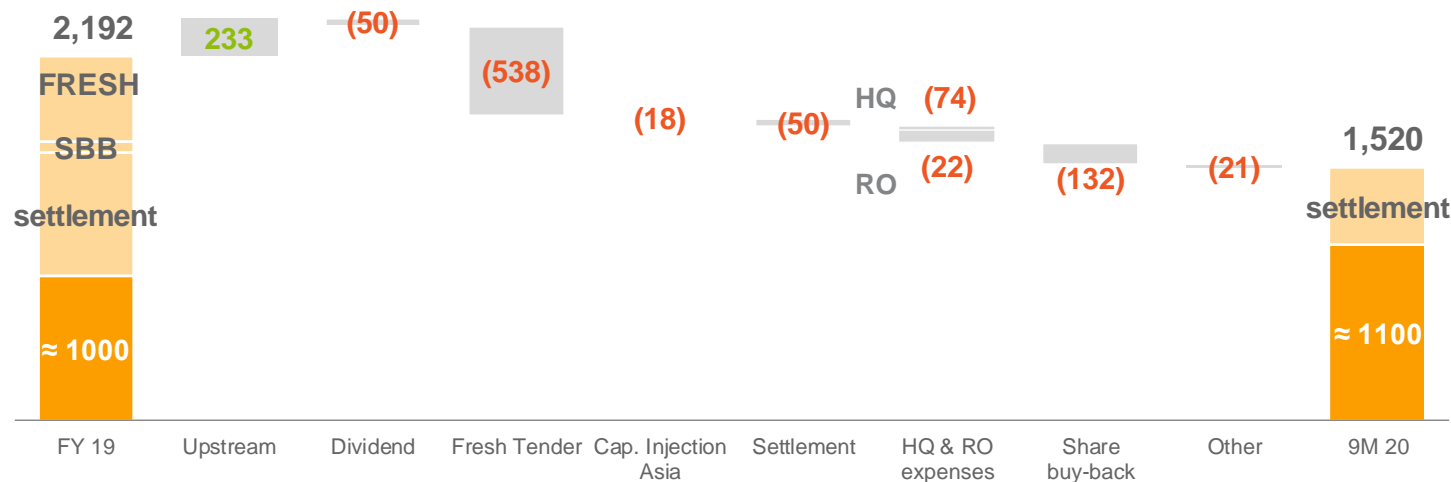 2,192
FRESH
SBB
settlement
≈ 1000
233
(50)
(538)
(18)
(50)
HQ
(74)
RO
(22)
(132)
(21)
1,520
settlement
≈ 1100
FY 19
Upstream
Dividend
Fresh Tender
Cap. Injection
Asia
Settlement
HQ & RO
expenses
Share
buy-back
Other
9M 20